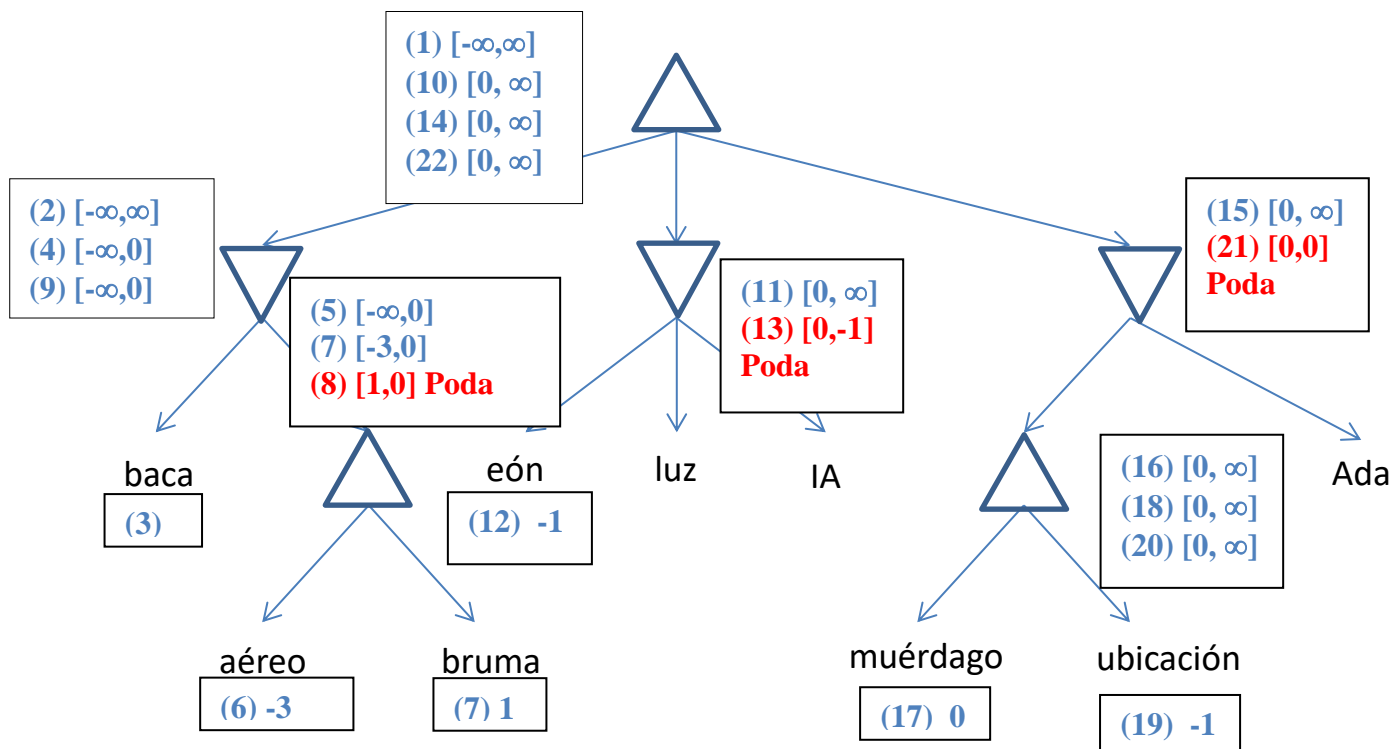 (1) [-∞,∞]
(10) [0, ∞]
(14) [0, ∞]
(22) [0, ∞]
(2) [-∞,∞]
(4) [-∞,0]
(9) [-∞,0]
(15) [0, ∞]
(21) [0,0]
Poda
(5) [-∞,0]
(7) [-3,0]
(8) [1,0] Poda
(11) [0, ∞]
(13) [0,-1]
Poda
baca
(3)
eón
(12) -1
luz
IA
(16) [0, ∞]
(18) [0, ∞]
(20) [0, ∞]
Ada
aéreo
(6) -3
bruma
(7) 1
muérdago
(17) 0
ubicación
(19) -1